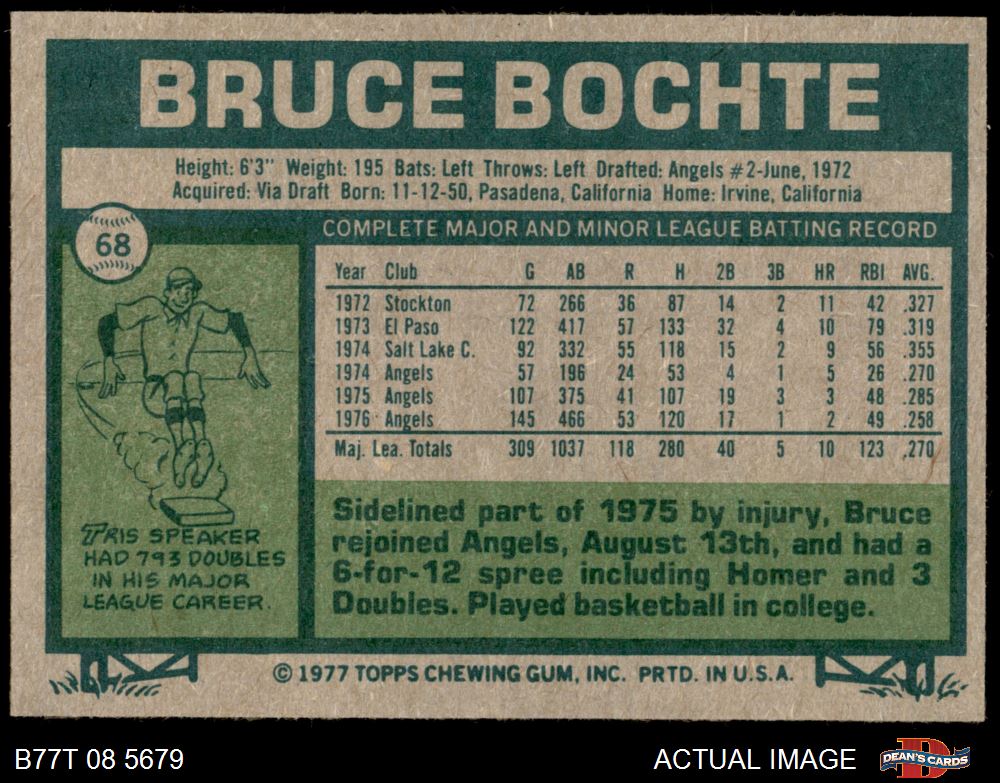 BRUCE BOCHTE
Height: 6'3" Weight: 195 Bats: Left Throws: Left Drafted: Angels #2-June, 1972
Acquired: Via Draft Born: 11-12-50, Pasadena, California Home: Irvine, California
68
COMPLETE MAJOR AND MINOR LEAGUE BATTING RECORD
Year Club G AB R H 2B 3B HR RBI AVG.
1972 Stockton 72 266 36 87 14 2 11 42 .327
1973 El Paso 122 417 57 133 32 4 10 79 .319
1974 Salt Lake C. 92 332 55 118 15 2 9 56 .355
1974 Angels 57 196 24 53 4 1 5 26 .270
1975 Angels 107 375 41 107 19 3 3 48 .285
1976 Angels 145 466 53 120 17 1 2 49 .258
Maj. Lea. Totals 309 1037 118 280 40 5 10 123 .270
TRIS SPEAKER
HAD 793 DOUBLES
IN HIS MAJOR
LEAGUE CAREER.
Sidelined part of 1975 by injury, Bruce
rejoined Angels, August 13th, and had a
6-for-12 spree including Homer and 3
Doubles. Played basketball in college.
© 1977 TOPPS CHEWING GUM, INC. PRTD. IN U.S.A.
B77T 08 5679
ACTUAL IMAGE
DEAN'S CARDS